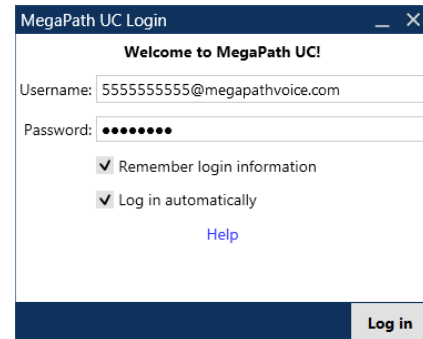 MegaPath UC Login
Welcome to MegaPath UC!
Username: 5555555555@megapathvoice.com
Password: ●●●●●●●●
Remember login information
Log in automatically
Help
Log in